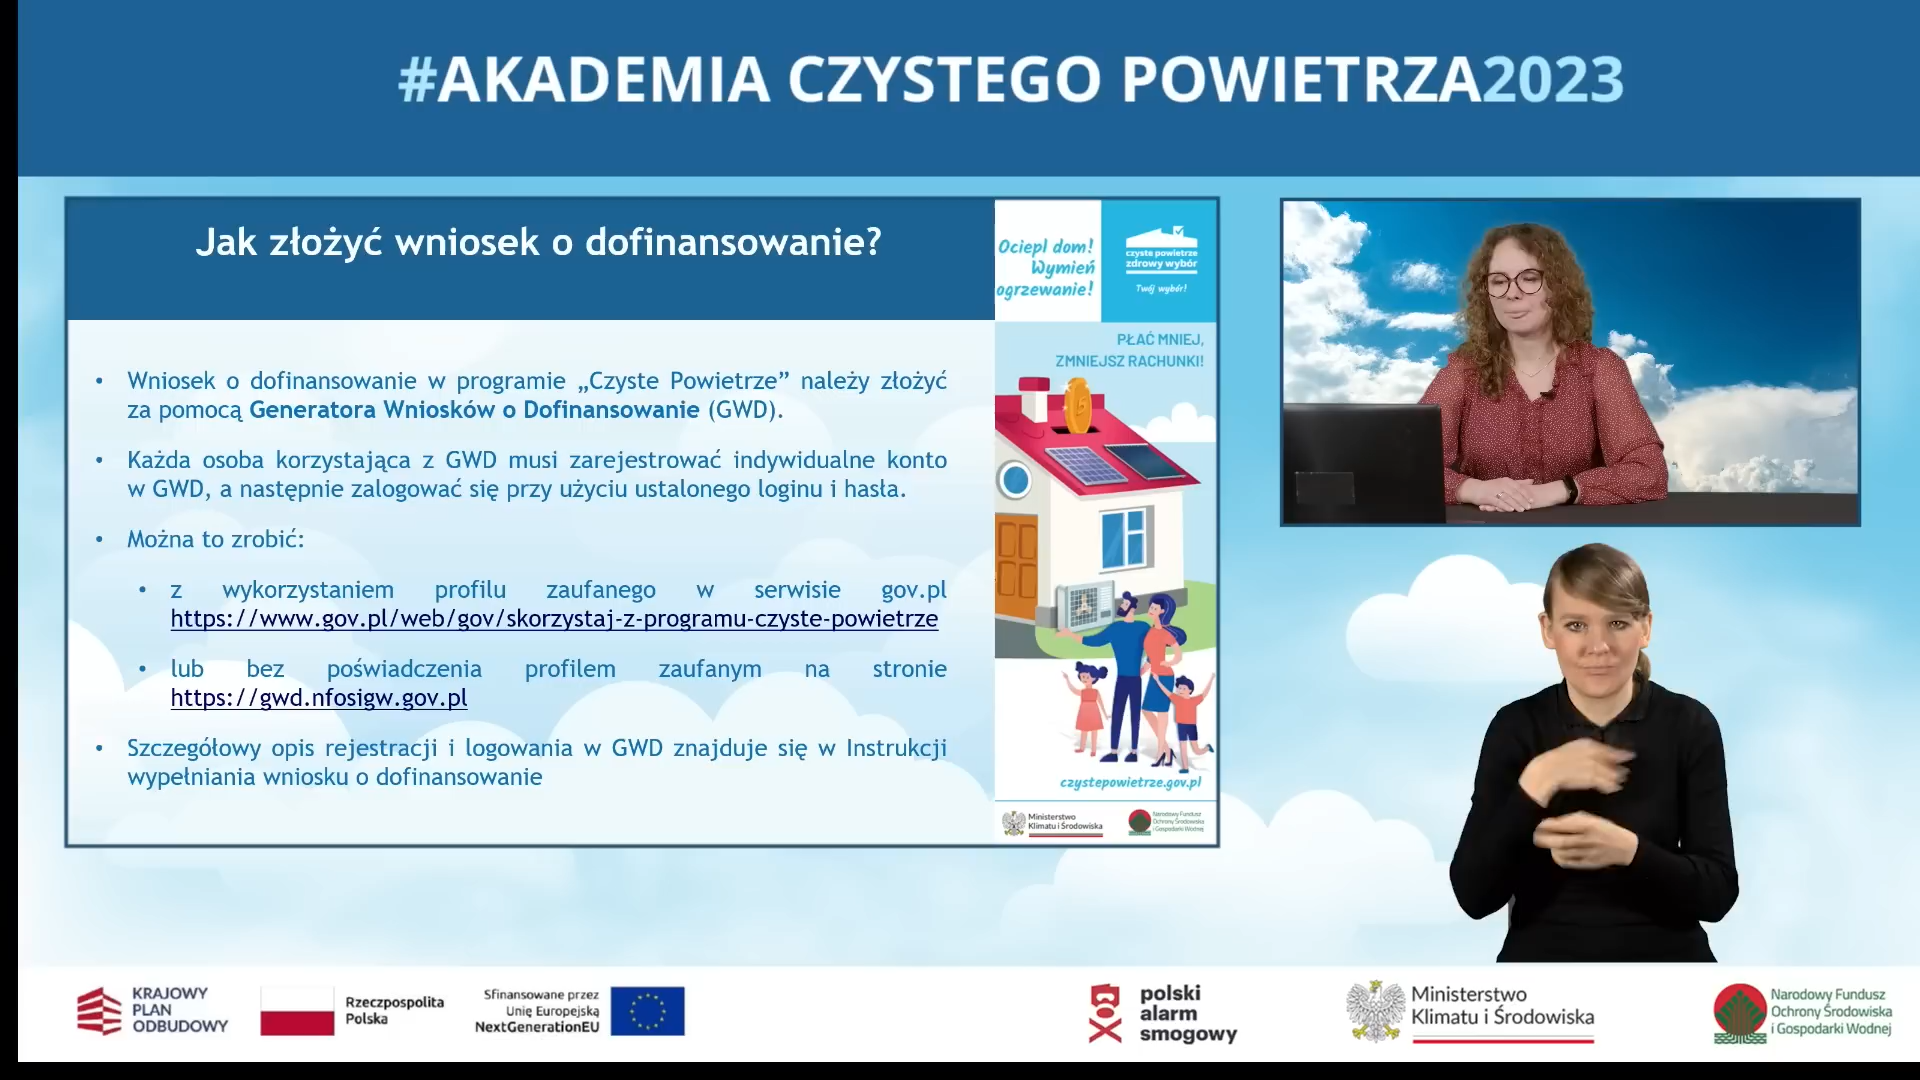 #AKADEMIA CZYSTEGO POWIETRZA2023
Jak złożyć wniosek o dofinansowanie?
• Wniosek o dofinansowanie w programie „Czyste Powietrze” należy złożyć
za pomocą Generatora Wniosków o Dofinansowanie (GWD).
• Każda osoba korzystająca z GWD musi zarejestrować indywidualne konto
w GWD, a następnie zalogować się przy użyciu ustalonego loginu i hasła.
• Można to zrobić:
• z wykorzystaniem profilu zaufanego w serwisie gov.pl
https://www.gov.pl/web/gov/skorzystaj-z-programu-czyste-powietrze
• lub bez poświadczenia profilem zaufanym na stronie
https://gwd.nfosigw.gov.pl
• Szczegółowy opis rejestracji i logowania w GWD znajduje się w Instrukcji
wypełniania wniosku o dofinansowanie
Ociepl dom!
Wymień
ogrzewanie!
czyste powietrze
zdrowy wybór
Twój wybór!
PŁAĆ MNIEJ,
ZMNIEJSZ RACHUNKI!
czystepowietrze.gov.pl
Ministerstwo
Klimatu i Środowiska
Narodowy Fundusz
Ochrony Środowiska
i Gospodarki Wodnej
KRAJOWY
PLAN
ODBUDOWY
Rzeczpospolita
Polska
Sfinansowane przez
Unię Europejską
NextGenerationEU
polski
alarm
smogowy
Ministerstwo
Klimatu i Środowiska
Narodowy Fundusz
Ochrony Środowiska
i Gospodarki Wodnej